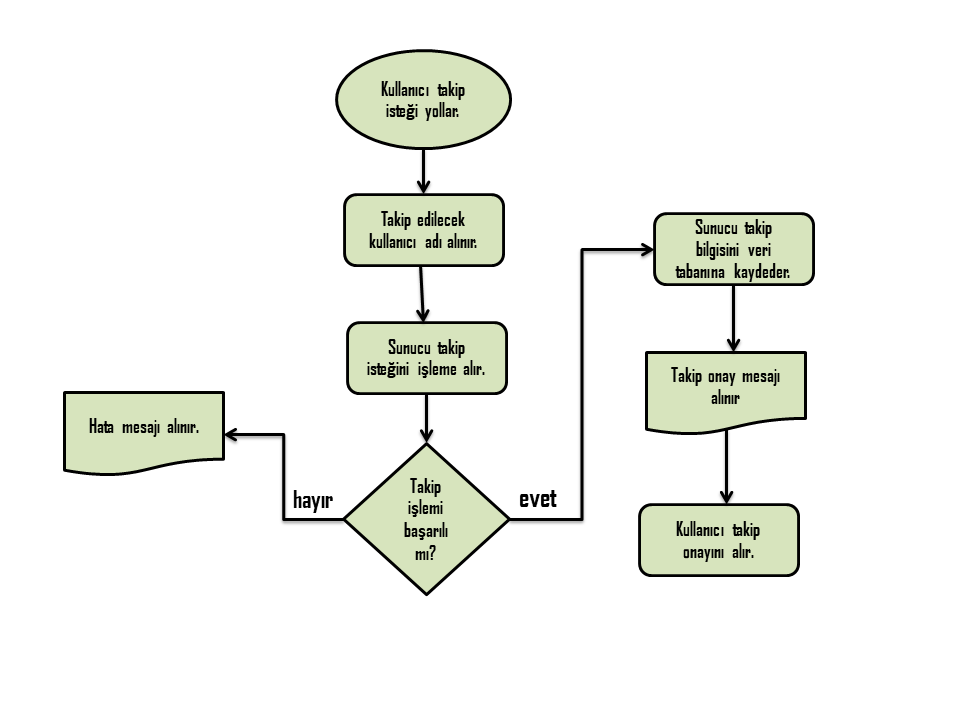 Kullanıcı takip
isteği yollar.
Takip edilecek
kullanıcı adı alınır.
Sunucu takip
isteğini işleme alır.
Takip
işlemi
başarılı
mı?
hayır
Hata mesajı alınır.
evet
Sunucu takip
bilgisini veri
tabanına kaydeder.
Takip onay mesajı
alınır
Kullanıcı takip
onayını alır.